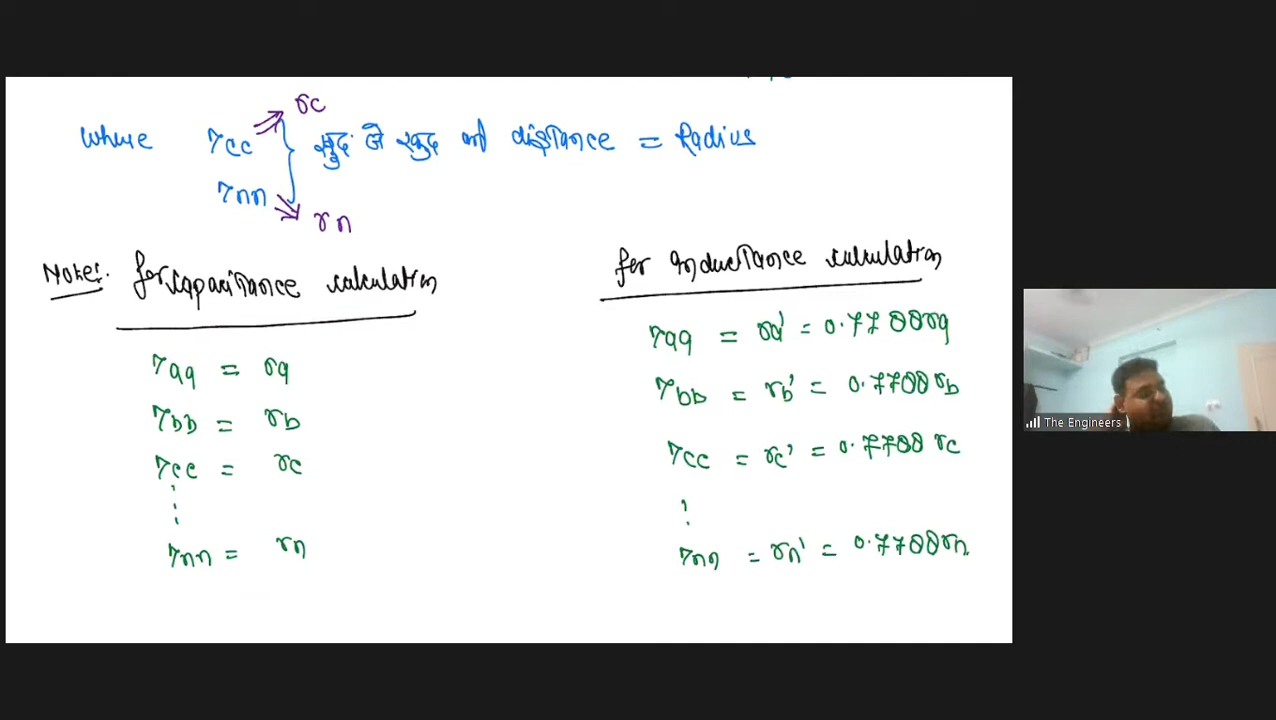 rc
where rcc } खुद से खुद की distance = Radius
rnn
rn
Note:. for capacitance calculation
for inductance calculation
raa = ra
raa = ra' = 0.7788ra
rbb = rb
rbb = rb' = 0.7788rb
rcc = rc
rcc = rc' = 0.7788 rc
rnn = rn
rnn = rn' = 0.7788rn
The Engineers